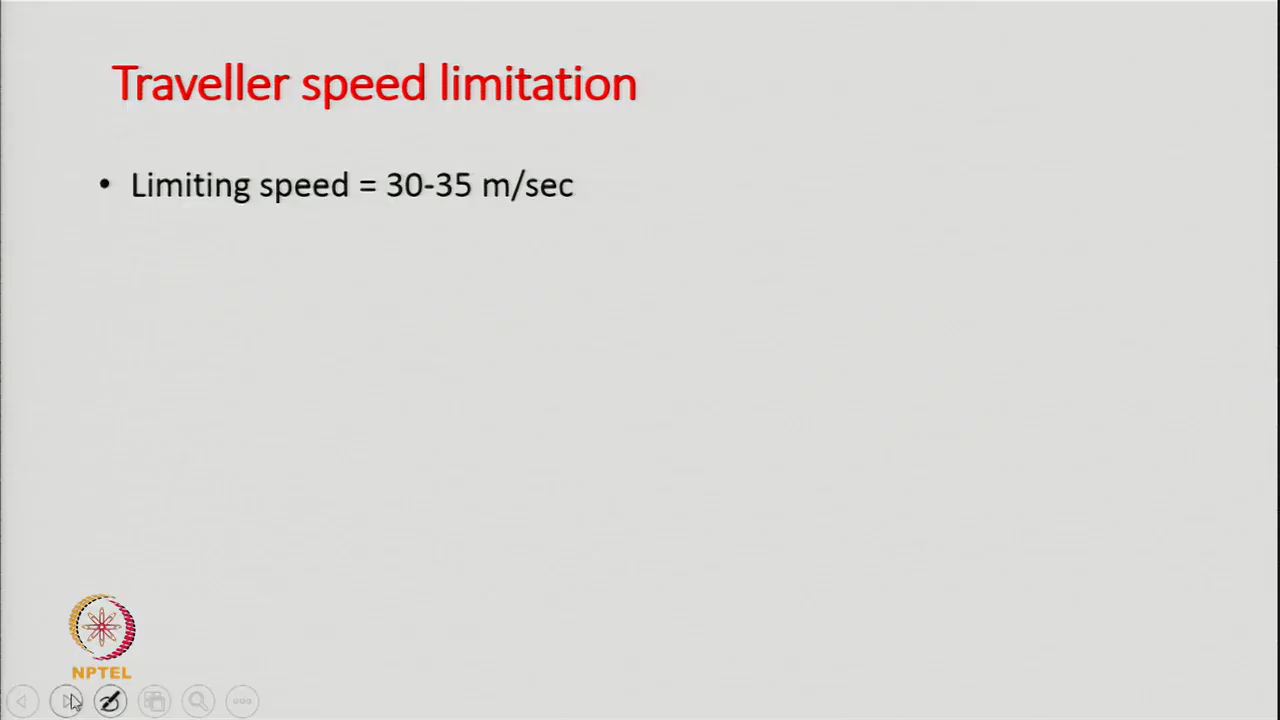 Traveller speed limitation
• Limiting speed = 30-35 m/sec
NPTEL